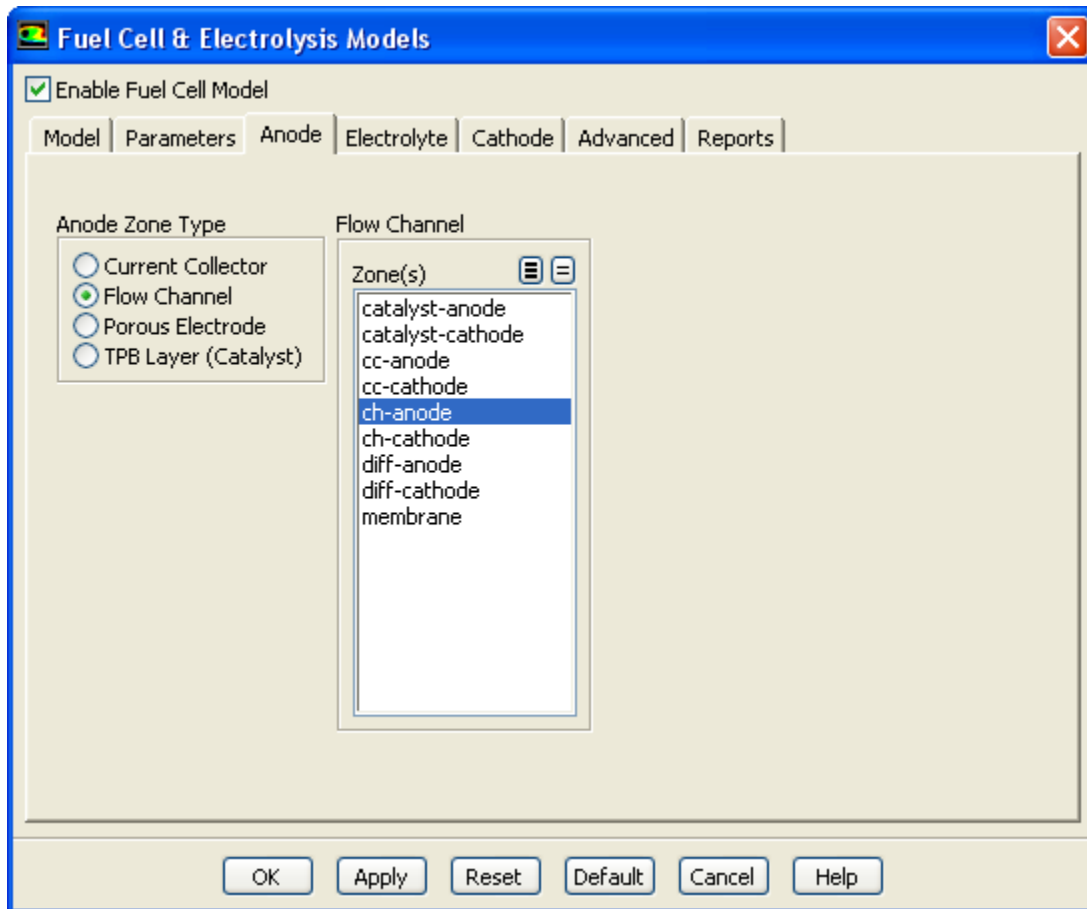 Fuel Cell & Electrolysis Models
Enable Fuel Cell Model
Model Parameters Anode Electrolyte Cathode Advanced Reports
Anode Zone Type
Current Collector
Flow Channel
Porous Electrode
TPB Layer (Catalyst)
Flow Channel
Zone(s)
catalyst-anode
catalyst-cathode
cc-anode
cc-cathode
ch-anode
ch-cathode
diff-anode
diff-cathode
membrane
OK Apply Reset Default Cancel Help